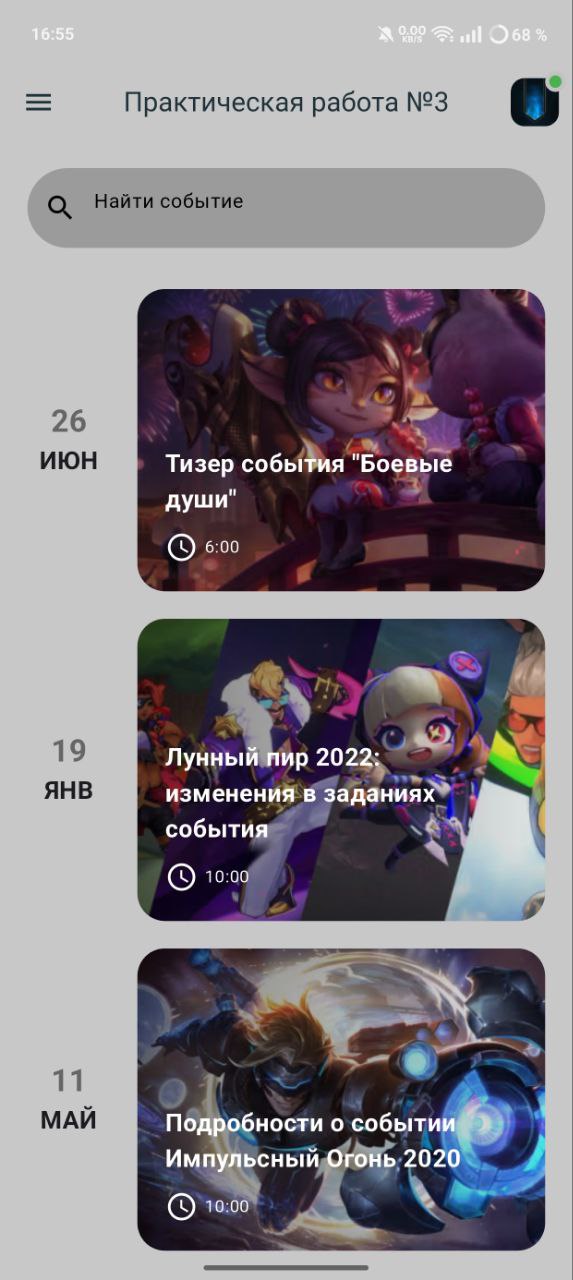 16:55
0.00
KB/S
68 %
Практическая работа №3
Найти событие
26
ИЮН
Тизер события "Боевые
души"
6:00
19
ЯНВ
Лунный пир 2022:
изменения в заданиях
события
10:00
11
МАЙ
Подробности о событии
Импульсный Огонь 2020
10:00